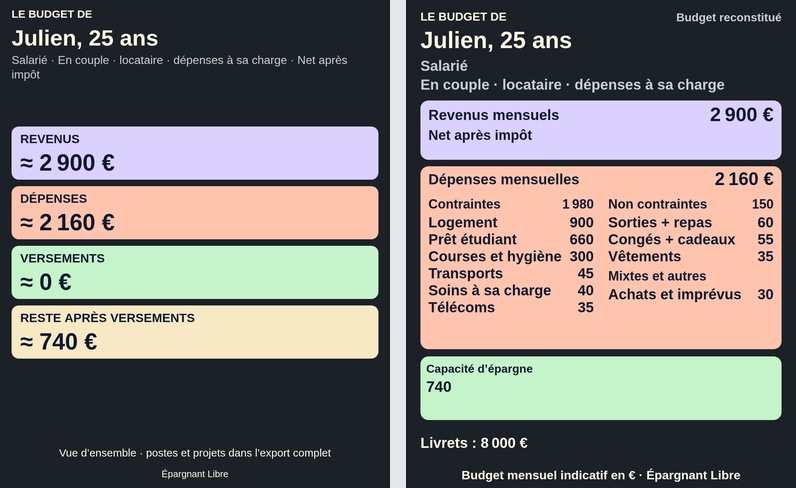 LE BUDGET DE
Julien, 25 ans
Salarié · En couple · locataire · dépenses à sa charge · Net après
impôt
REVENUS
≈ 2 900 €
DÉPENSES
≈ 2 160 €
VERSEMENTS
≈ 0 €
RESTE APRÈS VERSEMENTS
≈ 740 €
Vue d’ensemble · postes et projets dans l’export complet
Épargnant Libre
LE BUDGET DE
Budget reconstitué
Julien, 25 ans
Salarié
En couple · locataire · dépenses à sa charge
Revenus mensuels 2 900 €
Net après impôt
Dépenses mensuelles 2 160 €
Contraintes 1 980
Logement 900
Prêt étudiant 660
Courses et hygiène 300
Transports 45
Soins à sa charge 40
Télécoms 35
Non contraintes 150
Sorties + repas 60
Congés + cadeaux 55
Vêtements 35
Mixtes et autres
Achats et imprévus 30
Capacité d’épargne
740
Livrets : 8 000 €
Budget mensuel indicatif en € · Épargnant Libre